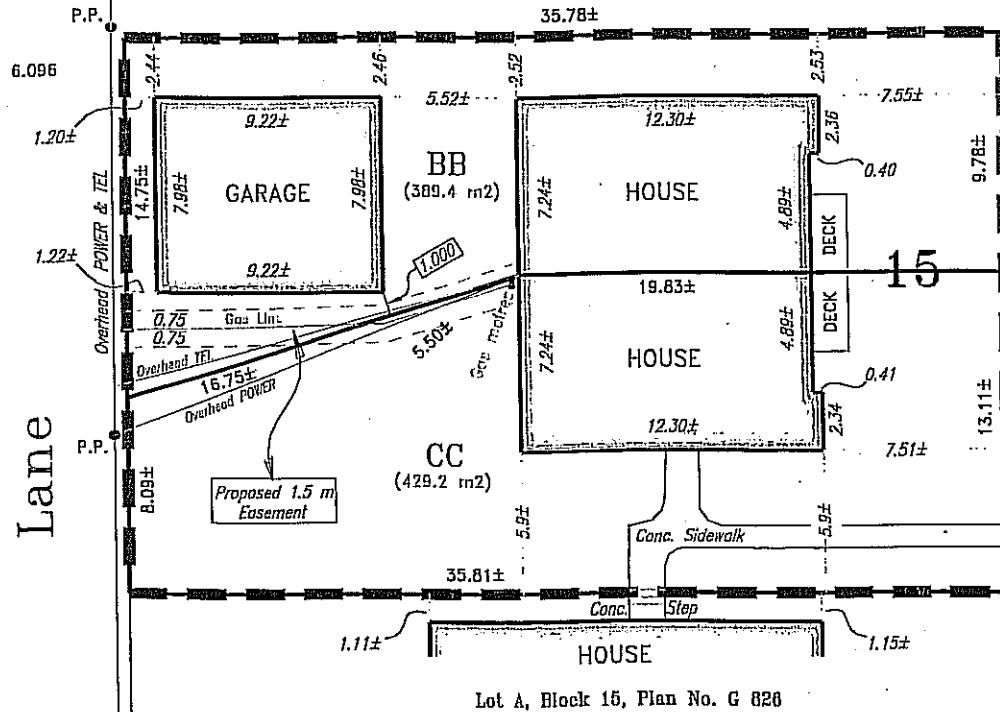 P.P.
35.78±
6.096
2.44
2.46
2.52
2.53
5.52±
7.55±
1.20±
9.22±
12.30±
2.36
BB
(389.4 m2)
0.40
9.78±
14.75±
7.98±
GARAGE
7.98±
7.24±
HOUSE
4.89±
DECK
Overhead POWER & TEL
1.22±
9.22±
1.000
15
19.83±
0.75
Gas Line
0.75
Gas meter
5.50±
Overhead TEL
16.75±
Overhead POWER
7.24±
HOUSE
4.89±
DECK
0.41
2.34
13.11±
12.30±
P.P.
CC
(429.2 m2)
7.51±
Lane
8.09±
Proposed 1.5 m
Easement
5.9±
5.9±
Conc. Sidewalk
35.81±
Conc. Step
1.11±
1.15±
HOUSE
Lot A, Block 15, Plan No. G 826